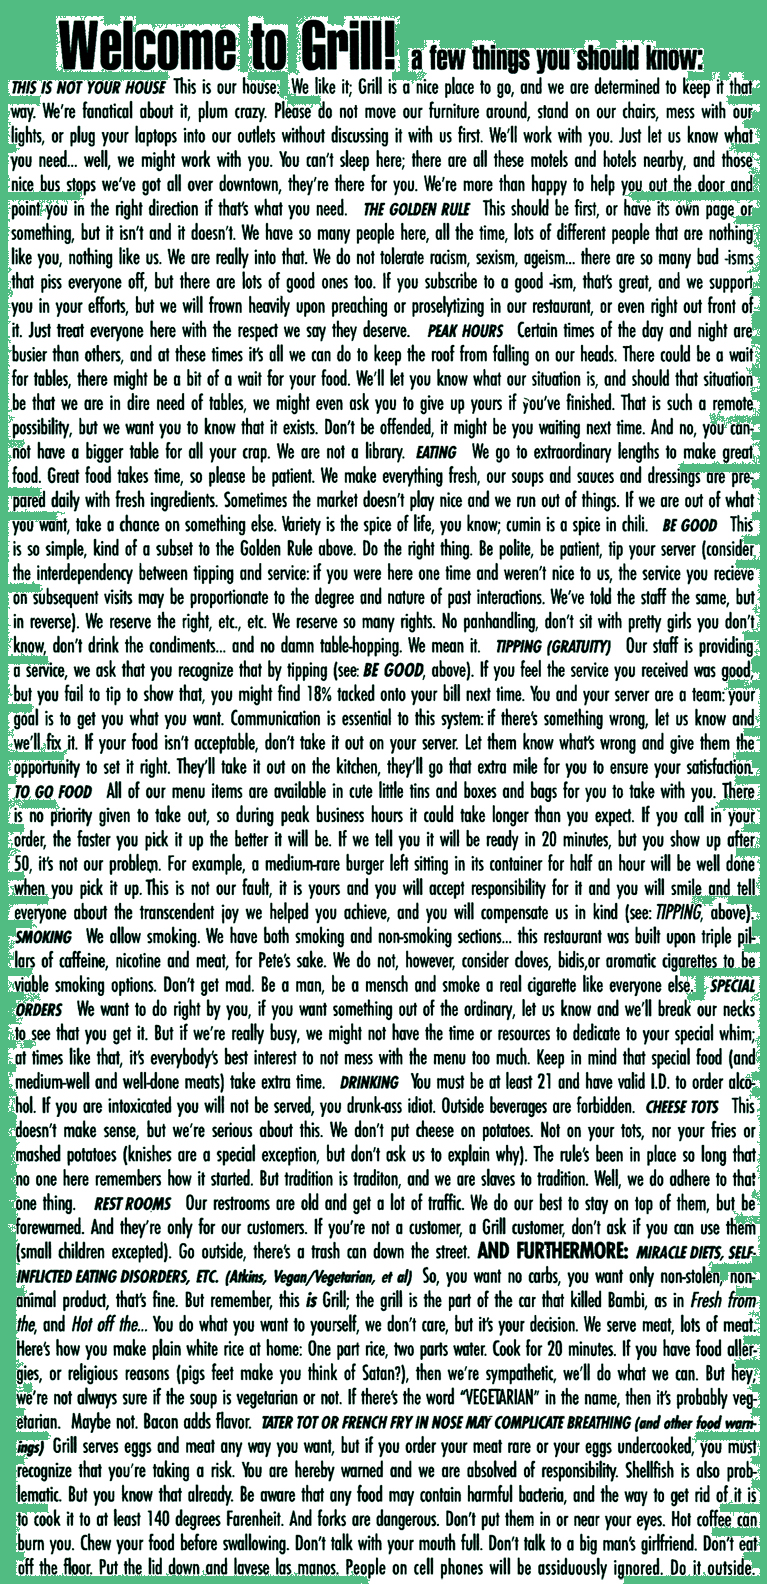 Welcome to Grill! a few things you should know:
THIS IS NOT YOUR HOUSE This is our house. We like it; Grill is a nice place to go, and we are determined to keep it that
way. We're fanatical about it, plum crazy. Please do not move our furniture around, stand on our chairs, mess with our
lights, or plug your laptops into our outlets without discussing it with us first. We'll work with you. Just let us know what
you need... well, we might work with you. You can't sleep here; there are all these motels and hotels nearby, and those
nice bus stops we've got all over downtown, they're there for you. We're more than happy to help you out the door and
point you in the right direction if that's what you need. THE GOLDEN RULE This should be first, or have its own page or
something, but it isn't and it doesn't. We have so many people here, all the time, lots of different people that are nothing
like you, nothing like us. We are really into that. We do not tolerate racism, sexism, ageism... there are so many bad -isms
that piss everyone off, but there are lots of good ones too. If you subscribe to a good -ism, that's great, and we support
you in your efforts, but we will frown heavily upon preaching or proselytizing in our restaurant, or even right out front of
it. Just treat everyone here with the respect we say they deserve. PEAK HOURS Certain times of the day and night are
busier than others, and at these times it's all we can do to keep the roof from falling on our heads. There could be a wait
for tables, there might be a bit of a wait for your food. We'll let you know what our situation is, and should that situation
be that we are in dire need of tables, we might even ask you to give up yours if you've finished. That is such a remote
possibility, but we want you to know that it exists. Don't be offended, it might be you waiting next time. And no, you can-
not have a bigger table for all your crap. We are not a library. EATING We go to extraordinary lengths to make great
food. Great food takes time, so please be patient. We make everything fresh, our soups and sauces and dressings are pre-
pared daily with fresh ingredients. Sometimes the market doesn't play nice and we run out of things. If we are out of what
you want, take a chance on something else. Variety is the spice of life, you know; cumin is a spice in chili. BE GOOD This
is so simple, kind of a subset to the Golden Rule above. Do the right thing. Be polite, be patient, tip your server (consider
the interdependency between tipping and service: if you were here one time and weren't nice to us, the service you recieve
on subsequent visits may be proportionate to the degree and nature of past interactions. We've told the staff the same, but
in reverse). We reserve the right, etc., etc. We reserve so many rights. No panhandling, don't sit with pretty girls you don't
know, don't drink the condiments... and no damn table-hopping. We mean it. TIPPING (GRATUITY) Our staff is providing
a service, we ask that you recognize that by tipping (see: BE GOOD, above). If you feel the service you received was good,
but you fail to tip to show that, you might find 18% tacked onto your bill next time. You and your server are a team: your
goal is to get you what you want. Communication is essential to this system: if there's something wrong, let us know and
we'll fix it. If your food isn't acceptable, don't take it out on your server. Let them know what's wrong and give them the
opportunity to set it right. They'll take it out on the kitchen, they'll go that extra mile for you to ensure your satisfaction.
TO GO FOOD All of our menu items are available in cute little tins and boxes and bags for you to take with you. There
is no priority given to take out, so during peak business hours it could take longer than you expect. If you call in your
order, the faster you pick it up the better it will be. If we tell you it will be ready in 20 minutes, but you show up after
50, it's not our problem. For example, a medium-rare burger left sitting in its container for half an hour will be well done
when you pick it up. This is not our fault, it is yours and you will accept responsibility for it and you will smile and tell
everyone about the transcendent joy we helped you achieve, and you will compensate us in kind (see: TIPPING, above).
SMOKING We allow smoking. We have both smoking and non-smoking sections... this restaurant was built upon triple pil-
lars of caffeine, nicotine and meat, for Pete's sake. We do not, however, consider cloves, bidis,or aromatic cigarettes to be
viable smoking options. Don't get mad. Be a man, be a mensch and smoke a real cigarette like everyone else. SPECIAL
ORDERS We want to do right by you, if you want something out of the ordinary, let us know and we'll break our necks
to see that you get it. But if we're really busy, we might not have the time or resources to dedicate to your special whim;
at times like that, it's everybody's best interest to not mess with the menu too much. Keep in mind that special food (and
medium-well and well-done meats) take extra time. DRINKING You must be at least 21 and have valid I.D. to order alco-
hol. If you are intoxicated you will not be served, you drunk-ass idiot. Outside beverages are forbidden. CHEESE TOTS This
doesn't make sense, but we're serious about this. We don't put cheese on potatoes. Not on your tots, nor your fries or
mashed potatoes (knishes are a special exception, but don't ask us to explain why). The rule's been in place so long that
no one here remembers how it started. But tradition is traditon, and we are slaves to tradition. Well, we do adhere to that
one thing. REST ROOMS Our restrooms are old and get a lot of traffic. We do our best to stay on top of them, but be
forewarned. And they're only for our customers. If you're not a customer, a Grill customer, don't ask if you can use them
(small children excepted). Go outside, there's a trash can down the street. AND FURTHERMORE: MIRACLE DIETS, SELF-
INFLICTED EATING DISORDERS, ETC. (Atkins, Vegan/Vegetarian, et al) So, you want no carbs, you want only non-stolen, non-
animal product, that's fine. But remember, this is Grill; the grill is the part of the car that killed Bambi, as in Fresh from
the, and Hot off the... You do what you want to yourself, we don't care, but it's your decision. We serve meat, lots of meat.
Here's how you make plain white rice at home: One part rice, two parts water. Cook for 20 minutes. If you have food aller-
gies, or religious reasons (pigs feet make you think of Satan?), then we're sympathetic, we'll do what we can. But hey,
we're not always sure if the soup is vegetarian or not. If there's the word "VEGETARIAN" in the name, then it's probably veg-
etarian. Maybe not. Bacon adds flavor. TATER TOT OR FRENCH FRY IN NOSE MAY COMPLICATE BREATHING (and other food warn-
ings) Grill serves eggs and meat any way you want, but if you order your meat rare or your eggs undercooked, you must
recognize that you're taking a risk. You are hereby warned and we are absolved of responsibility. Shellfish is also prob-
lematic. But you know that already. Be aware that any food may contain harmful bacteria, and the way to get rid of it is
to cook it to at least 140 degrees Farenheit. And forks are dangerous. Don't put them in or near your eyes. Hot coffee can
burn you. Chew your food before swallowing. Don't talk with your mouth full. Don't talk to a big man's girlfriend. Don't eat
off the floor. Put the lid down and lavese las manos. People on cell phones will be assiduously ignored. Do it outside.